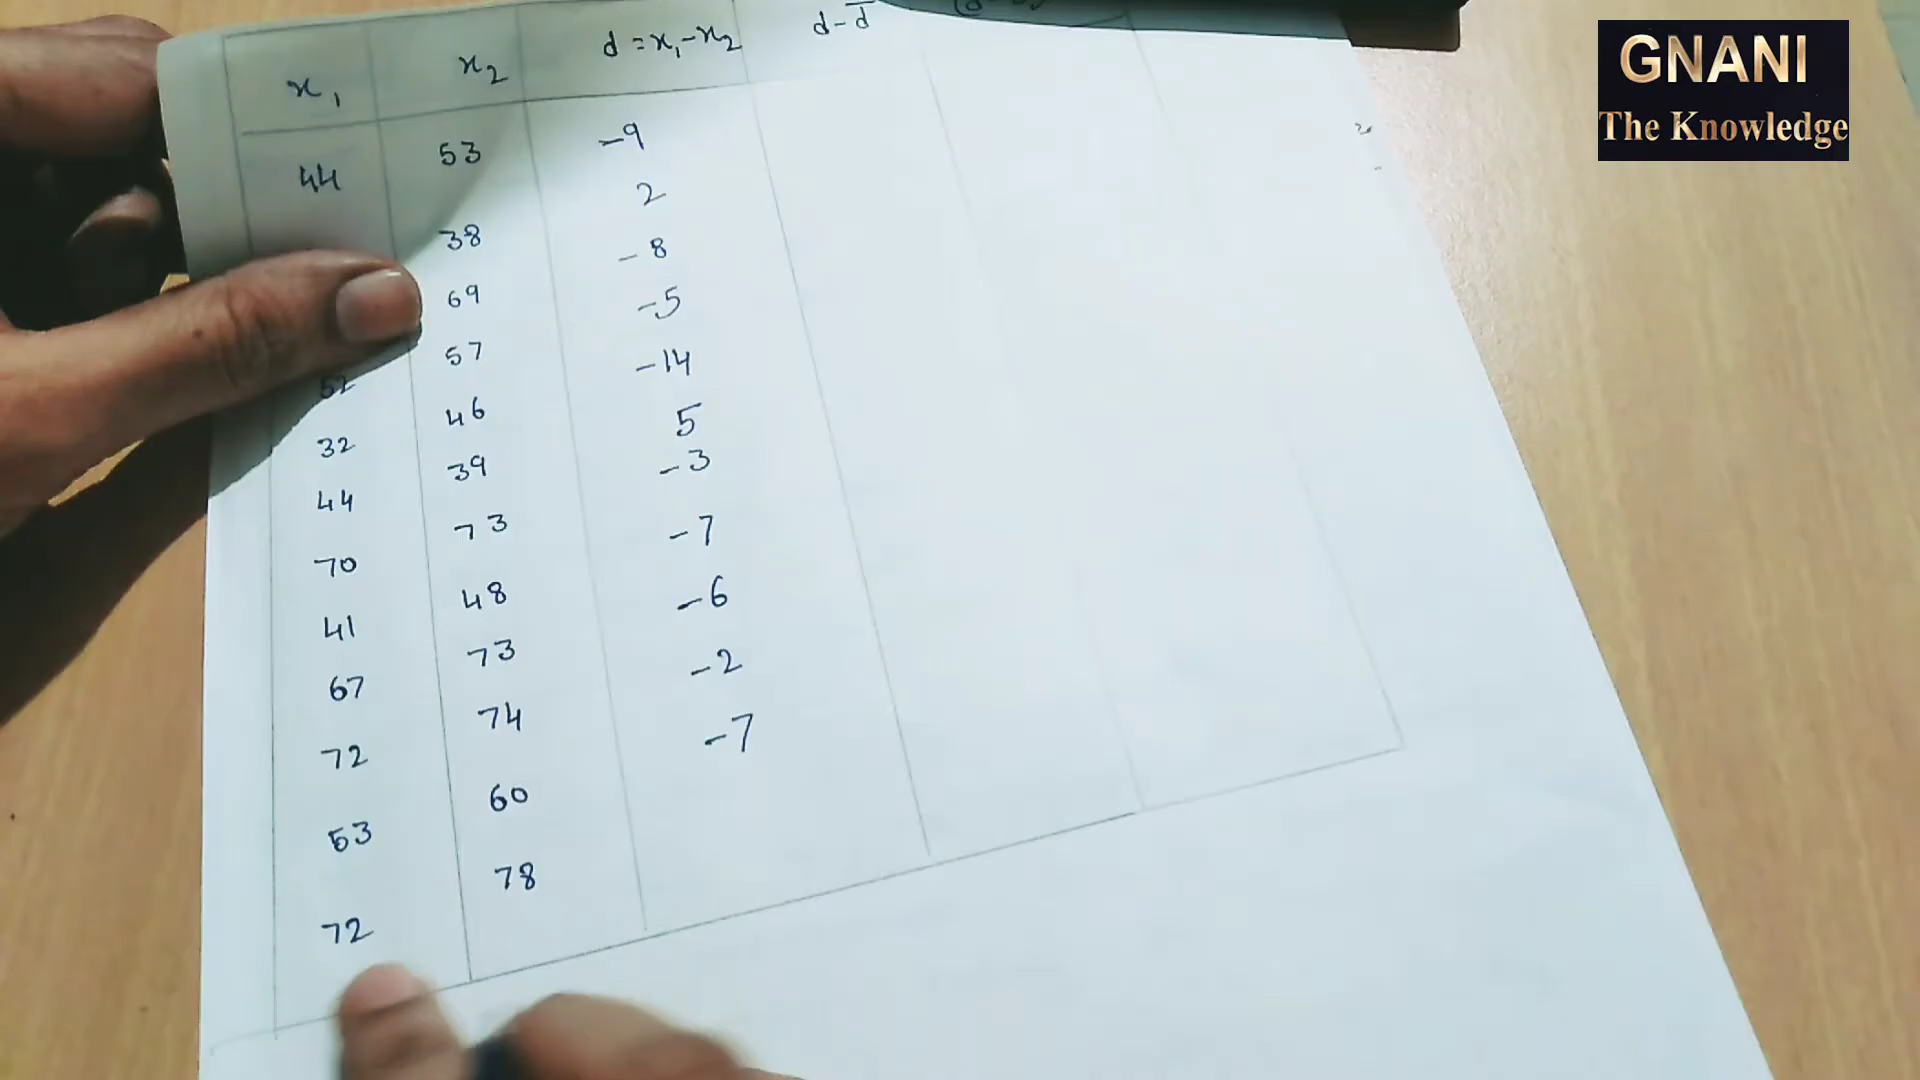 x₁ x₂ d = x₁-x₂ d-d̅
44 53 -9
38 2
69 -8
52 57 -5
32 46 -14
44 39 5
70 73 -3
41 48 -7
67 73 -6
72 74 -2
53 60 -7
72 78
GNANI
The Knowledge